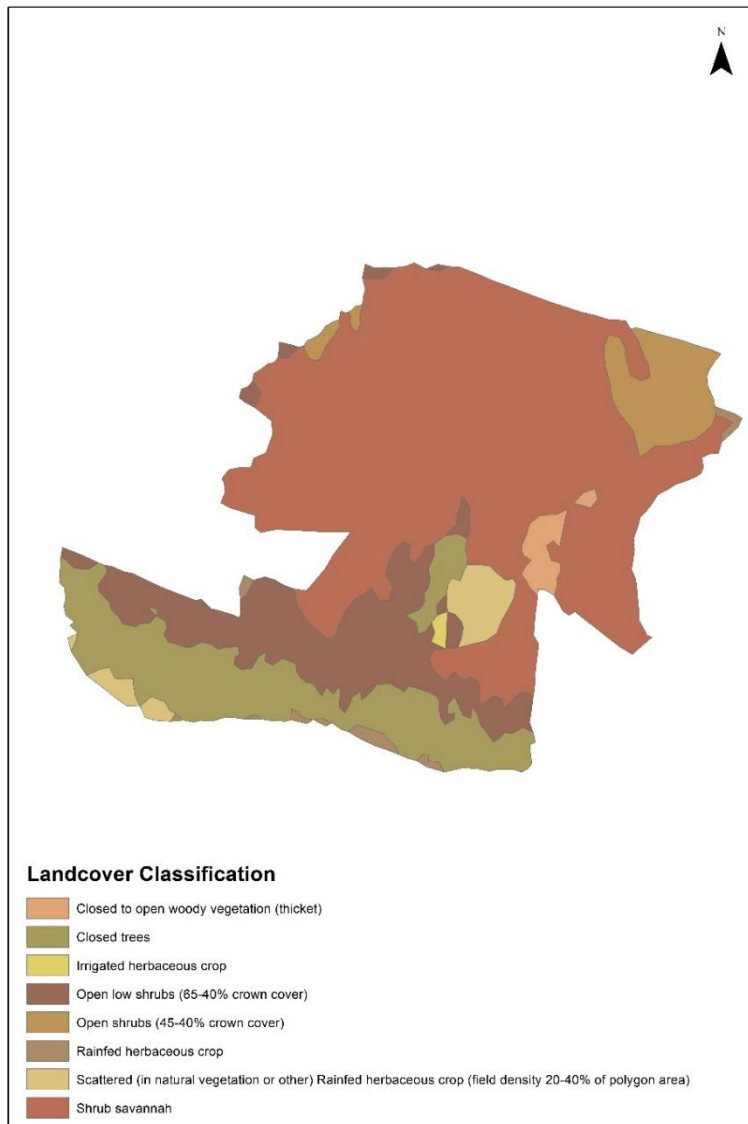 N
Landcover Classification
Closed to open woody vegetation (thicket)
Closed trees
Irrigated herbaceous crop
Open low shrubs (65-40% crown cover)
Open shrubs (45-40% crown cover)
Rainfed herbaceous crop
Scattered (in natural vegetation or other) Rainfed herbaceous crop (field density 20-40% of polygon area)
Shrub savannah